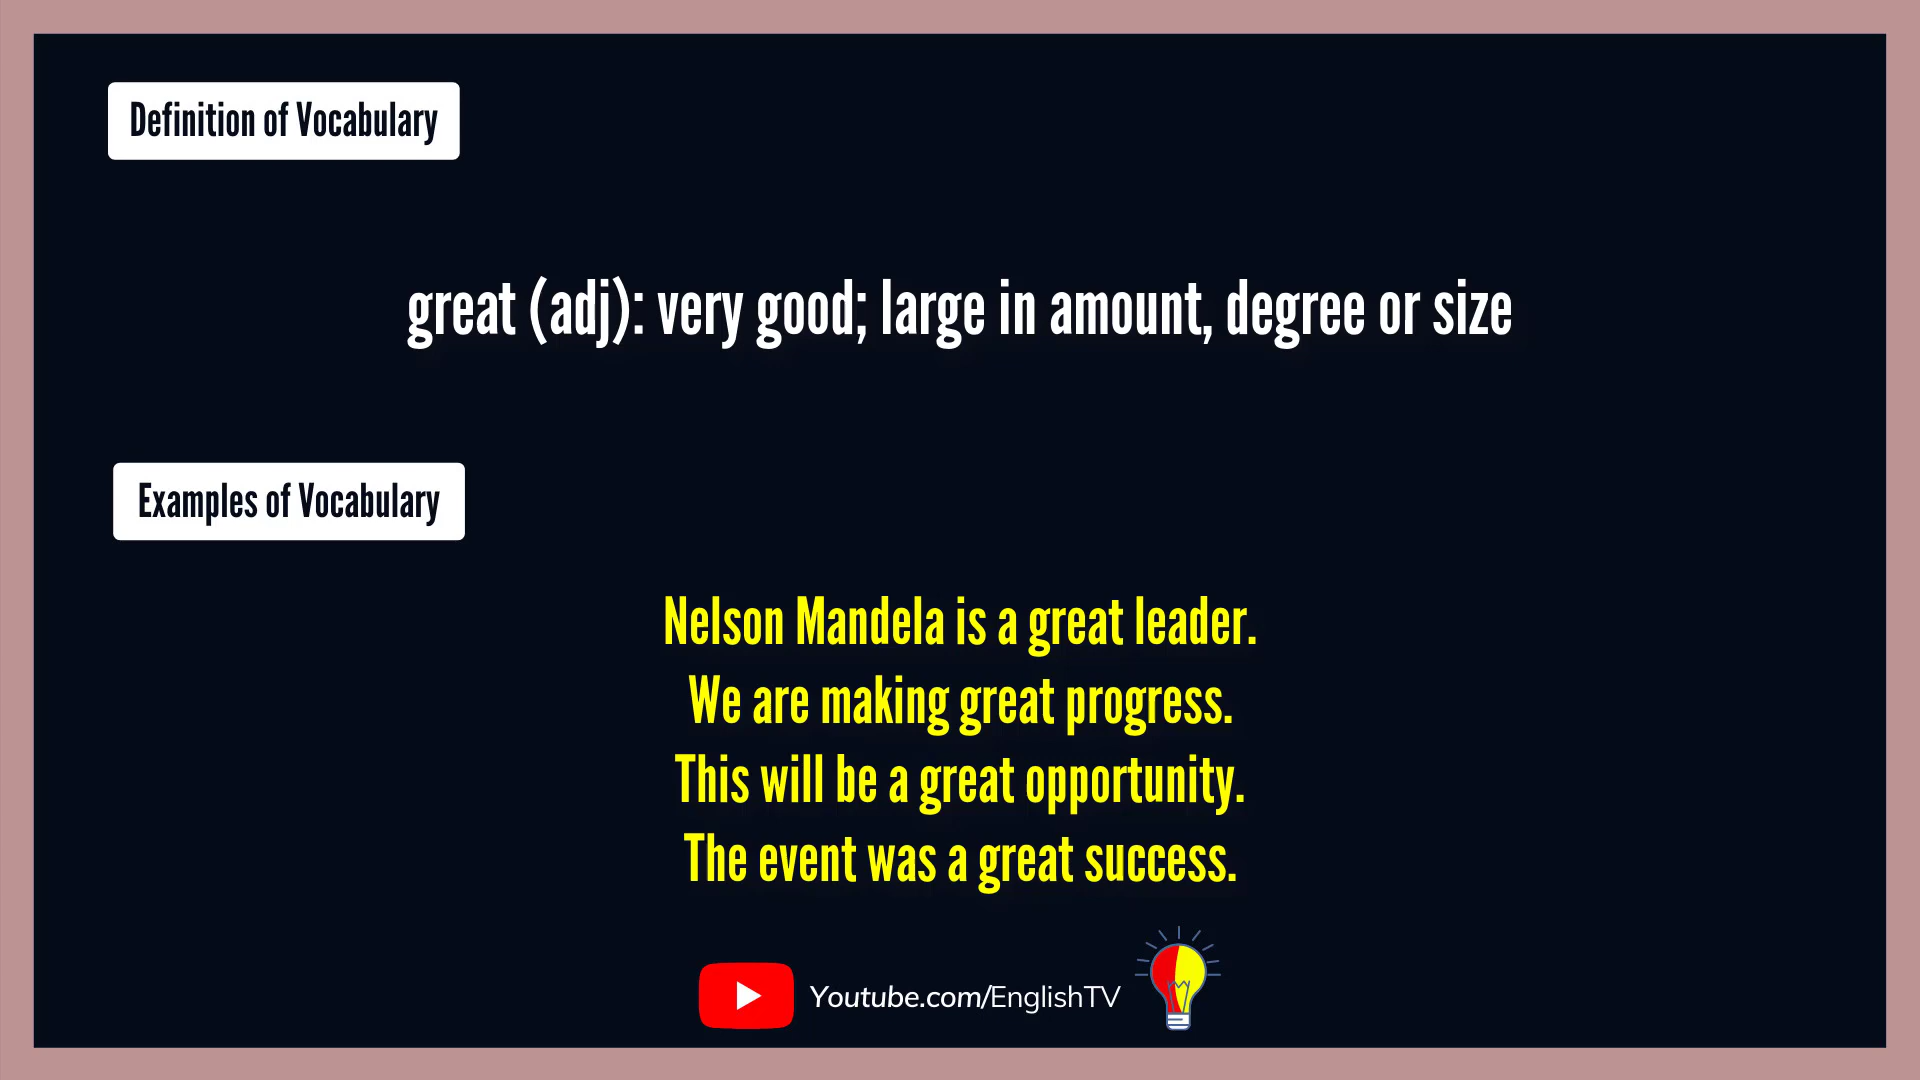 Definition of Vocabulary
great (adj): very good; large in amount, degree or size
Examples of Vocabulary
Nelson Mandela is a great leader.
We are making great progress.
This will be a great opportunity.
The event was a great success.
Youtube.com/EnglishTV